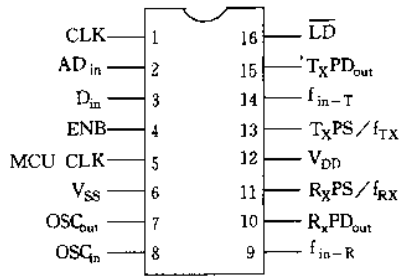 CLK 1 16 L̅D̅
AD_in 2 15 T_XPD_out
D_in 3 14 f_in-T
ENB 4 13 T_XPS/f_TX
MCU CLK 5 12 V_DD
V_SS 6 11 R_XPS/f_RX
OSC_out 7 10 R_XPD_out
OSC_in 8 9 f_in-R